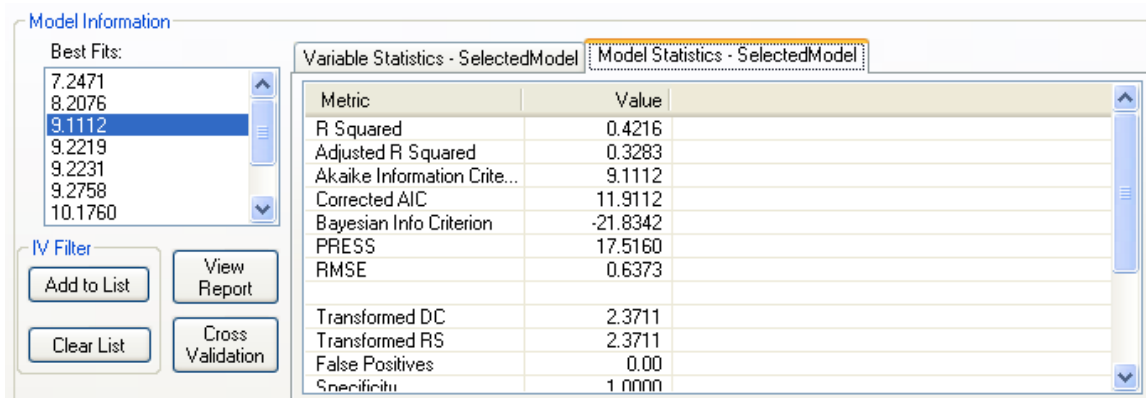 Model Information
Best Fits:
7.2471
8.2076
9.1112
9.2219
9.2231
9.2758
10.1760
IV Filter
Add to List
Clear List
View
Report
Cross
Validation
Variable Statistics - SelectedModel Model Statistics - SelectedModel
Metric Value
R Squared 0.4216
Adjusted R Squared 0.3283
Akaike Information Crite... 9.1112
Corrected AIC 11.9112
Bayesian Info Criterion -21.8342
PRESS 17.5160
RMSE 0.6373
Transformed DC 2.3711
Transformed RS 2.3711
False Positives 0.00
Specificity 1.0000